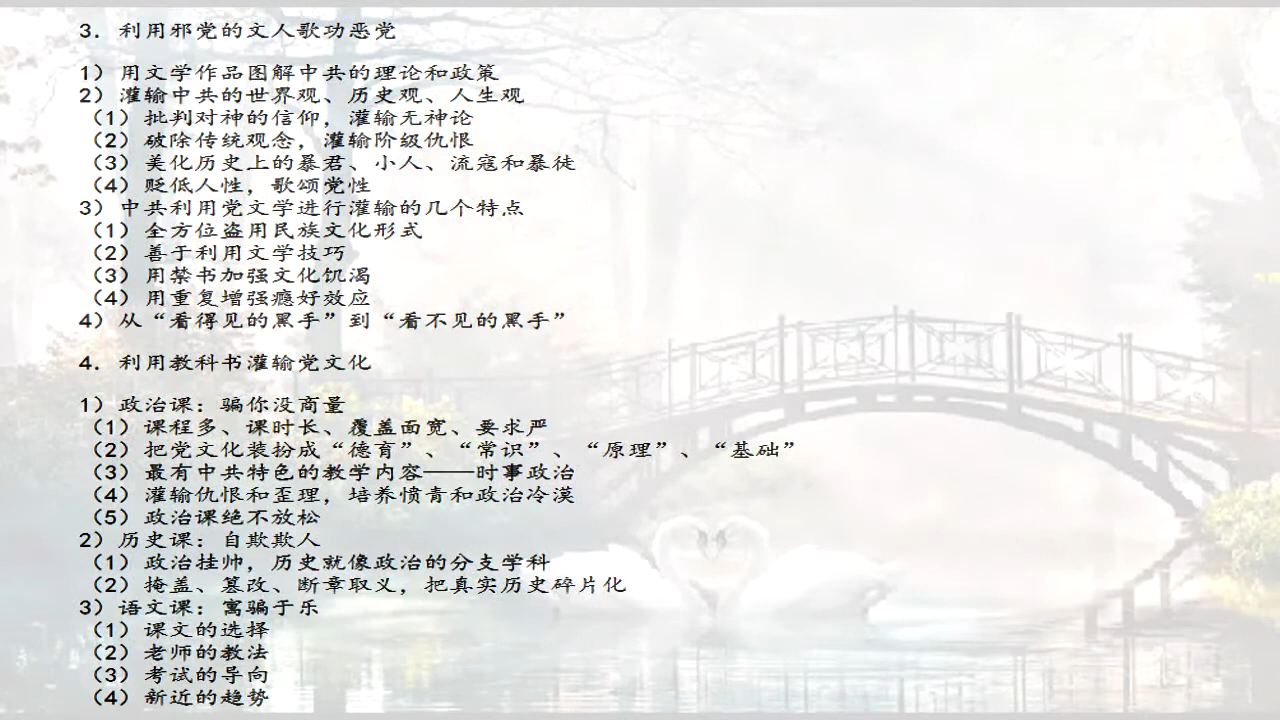 3. 利用邪党的文人歌功恶党
1）用文学作品图解中共的理论和政策
2）灌输中共的世界观、历史观、人生观
（1）批判对神的信仰，灌输无神论
（2）破除传统观念，灌输阶级仇恨
（3）美化历史上的暴君、小人、流寇和暴徒
（4）贬低人性，歌颂党性
3）中共利用党文学进行灌输的几个特点
（1）全方位盗用民族文化形式
（2）善于利用文学技巧
（3）用禁书加强文化饥渴
（4）用重复增强瘾好效应
4）从“看得见的黑手”到“看不见的黑手”
4. 利用教科书灌输党文化
1）政治课：骗你没商量
（1）课程多、课时长、覆盖面宽、要求严
（2）把党文化装扮成“德育”、“常识”、“原理”、“基础”
（3）最有中共特色的教学内容——时事政治
（4）灌输仇恨和歪理，培养愤青和政治冷漠
（5）政治课绝不放松
2）历史课：自欺欺人
（1）政治挂帅，历史就像政治的分支学科
（2）掩盖、篡改、断章取义，把真实历史碎片化
3）语文课：寓骗于乐
（1）课文的选择
（2）老师的教法
（3）考试的导向
（4）新近的趋势